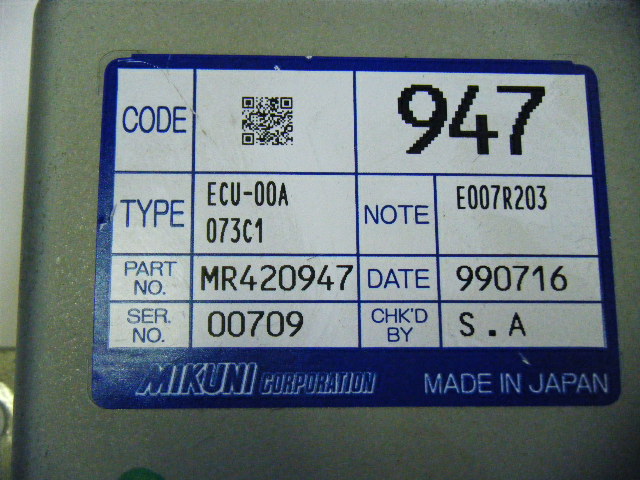 CODE 947
TYPE ECU-00A NOTE E007R203
073C1
PART NO. MR420947 DATE 990716
SER. NO. 00709 CHK'D BY S.A
MIKUNI CORPORATION MADE IN JAPAN